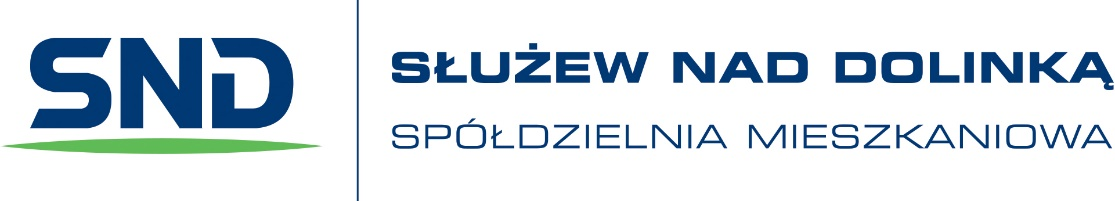 SND
SŁUŻEW NAD DOLINKĄ
SPÓŁDZIELNIA MIESZKANIOWA